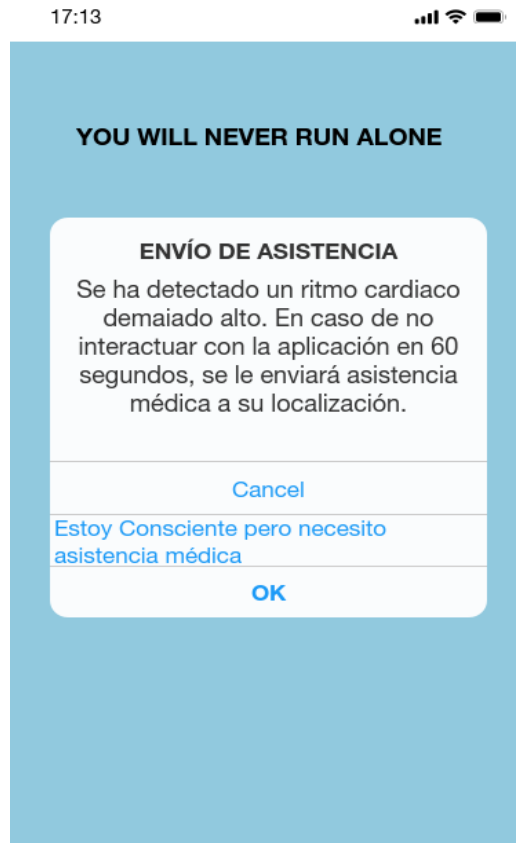 17:13
YOU WILL NEVER RUN ALONE
ENVÍO DE ASISTENCIA
Se ha detectado un ritmo cardiaco
demaiado alto. En caso de no
interactuar con la aplicación en 60
segundos, se le enviará asistencia
médica a su localización.
Cancel
Estoy Consciente pero necesito
asistencia médica
OK